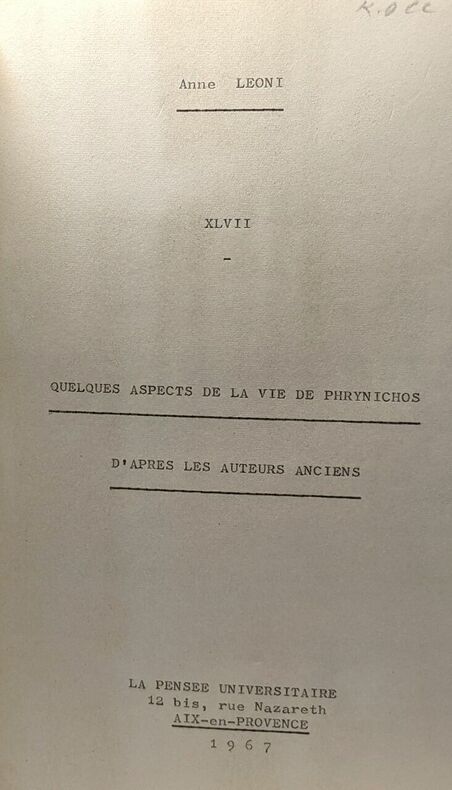 Anne LEONI
XLVII
QUELQUES ASPECTS DE LA VIE DE PHRYNICHOS
D'APRES LES AUTEURS ANCIENS
LA PENSEE UNIVERSITAIRE
12 bis, rue Nazareth
AIX-en-PROVENCE
1967